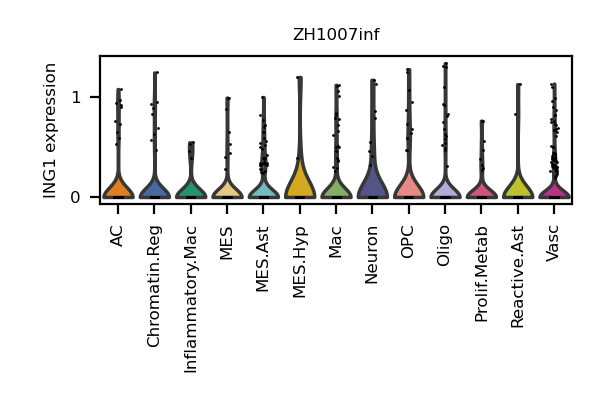 ZH1007inf
ING1 expression
1
0
AC
Chromatin.Reg
Inflammatory.Mac
MES
MES.Ast
MES.Hyp
Mac
Neuron
OPC
Oligo
Prolif.Metab
Reactive.Ast
Vasc